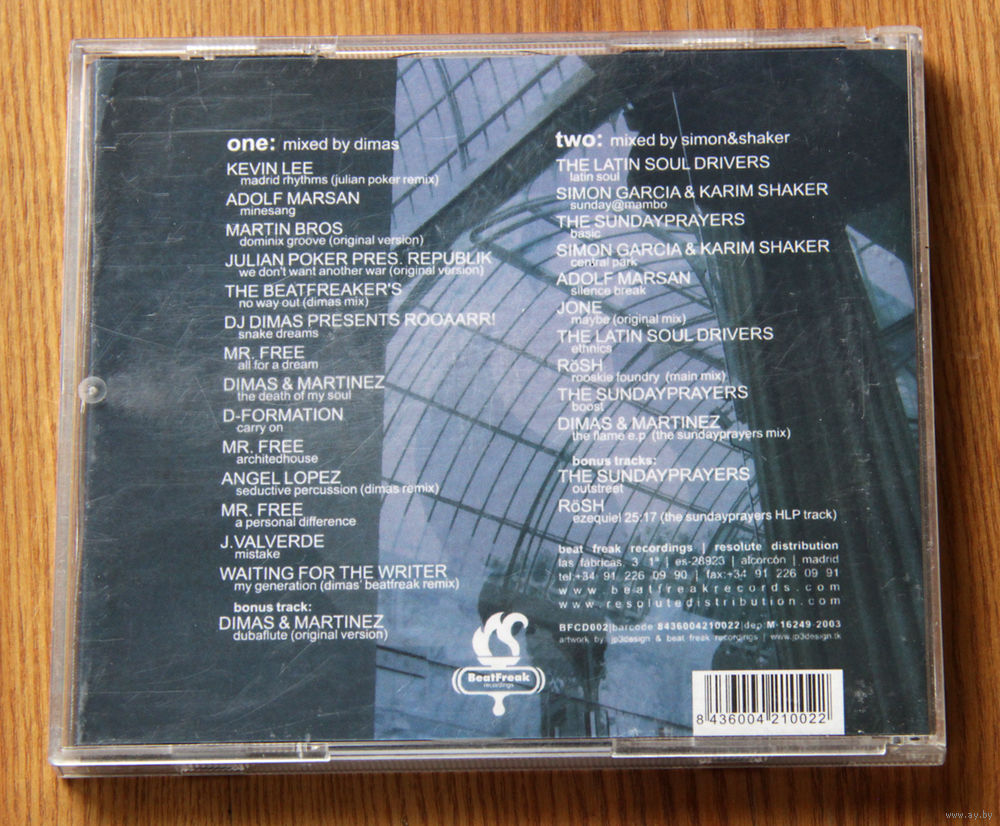 one: mixed by dimas
KEVIN LEE
madrid rhythms (julian poker remix)
ADOLF MARSAN
minesang
MARTIN BROS
dominix groove (original version)
JULIAN POKER PRES. REPUBLIK
we don't want another war (original version)
THE BEATFREAKER'S
no way out (dimas mix)
DJ DIMAS PRESENTS ROOAARR!
snake dreams
MR. FREE
all for a dream
DIMAS & MARTINEZ
the death of my soul
D-FORMATION
carry on
MR. FREE
architedhouse
ANGEL LOPEZ
seductive percussion (dimas remix)
MR. FREE
a personal difference
J.VALVERDE
mistake
WAITING FOR THE WRITER
my generation (dimas' beatfreak remix)
bonus track:
DIMAS & MARTINEZ
dubaflute (original version)
two: mixed by simon&shaker
THE LATIN SOUL DRIVERS
latin soul
SIMON GARCIA & KARIM SHAKER
sunday@mambo
THE SUNDAYPRAYERS
basic
SIMON GARCIA & KARIM SHAKER
central park
ADOLF MARSAN
silence break
JONE
maybe (original mix)
THE LATIN SOUL DRIVERS
ethnics
RöSH
rooskie foundry (main mix)
THE SUNDAYPRAYERS
boost
DIMAS & MARTINEZ
the flame e.p (the sundayprayers mix)
bonus tracks:
THE SUNDAYPRAYERS
outstreet
RöSH
ezequiel 25:17 (the sundayprayers HLP track)
beat freak recordings | resolute distribution
las fábricas, 3 1ª | es-28923 | alcorcón | madrid
tel:+34 91 226 09 90 | fax:+34 91 226 09 91
www.beatfreakrecords.com
www.resolutedistribution.com
BFCD002|barcode:8436004210022|dep:M-16249-2003
artwork by: jp3design & beat freak recordings | www.jp3design.tk
BeatFreak
recordings
8 436004 210022
www.ay.by